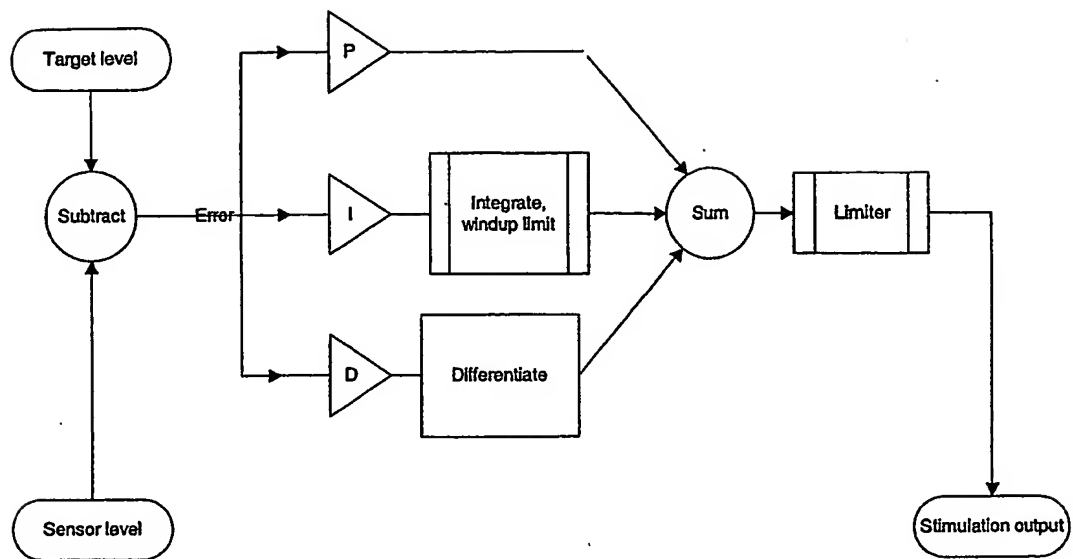 Target level
P
Subtract
Error
I
Integrate,
windup limit
Sum
Limiter
D
Differentiate
Sensor level
Stimulation output